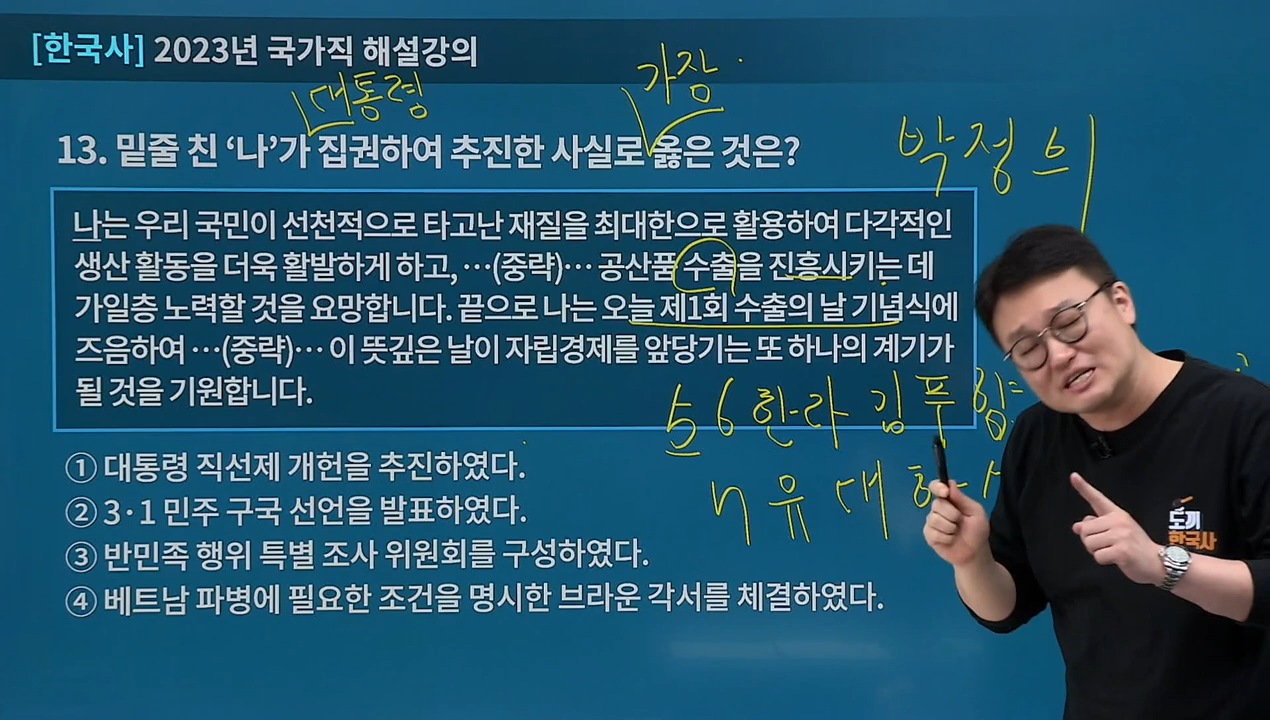 [한국사] 2023년 국가직 해설강의
대통령
가장
13. 밑줄 친 ‘나’가 집권하여 추진한 사실로 옳은 것은?
박정희
나는 우리 국민이 선천적으로 타고난 재질을 최대한으로 활용하여 다각적인
생산 활동을 더욱 활발하게 하고, …(중략)… 공산품 수출을 진흥시키는 데
가일층 노력할 것을 요망합니다. 끝으로 나는 오늘 제1회 수출의 날 기념식에
즈음하여 …(중략)… 이 뜻깊은 날이 자립경제를 앞당기는 또 하나의 계기가
될 것을 기원합니다.
56 한라 김푸
유대
① 대통령 직선제 개헌을 추진하였다.
② 3·1 민주 구국 선언을 발표하였다.
③ 반민족 행위 특별 조사 위원회를 구성하였다.
④ 베트남 파병에 필요한 조건을 명시한 브라운 각서를 체결하였다.
도끼
한국사